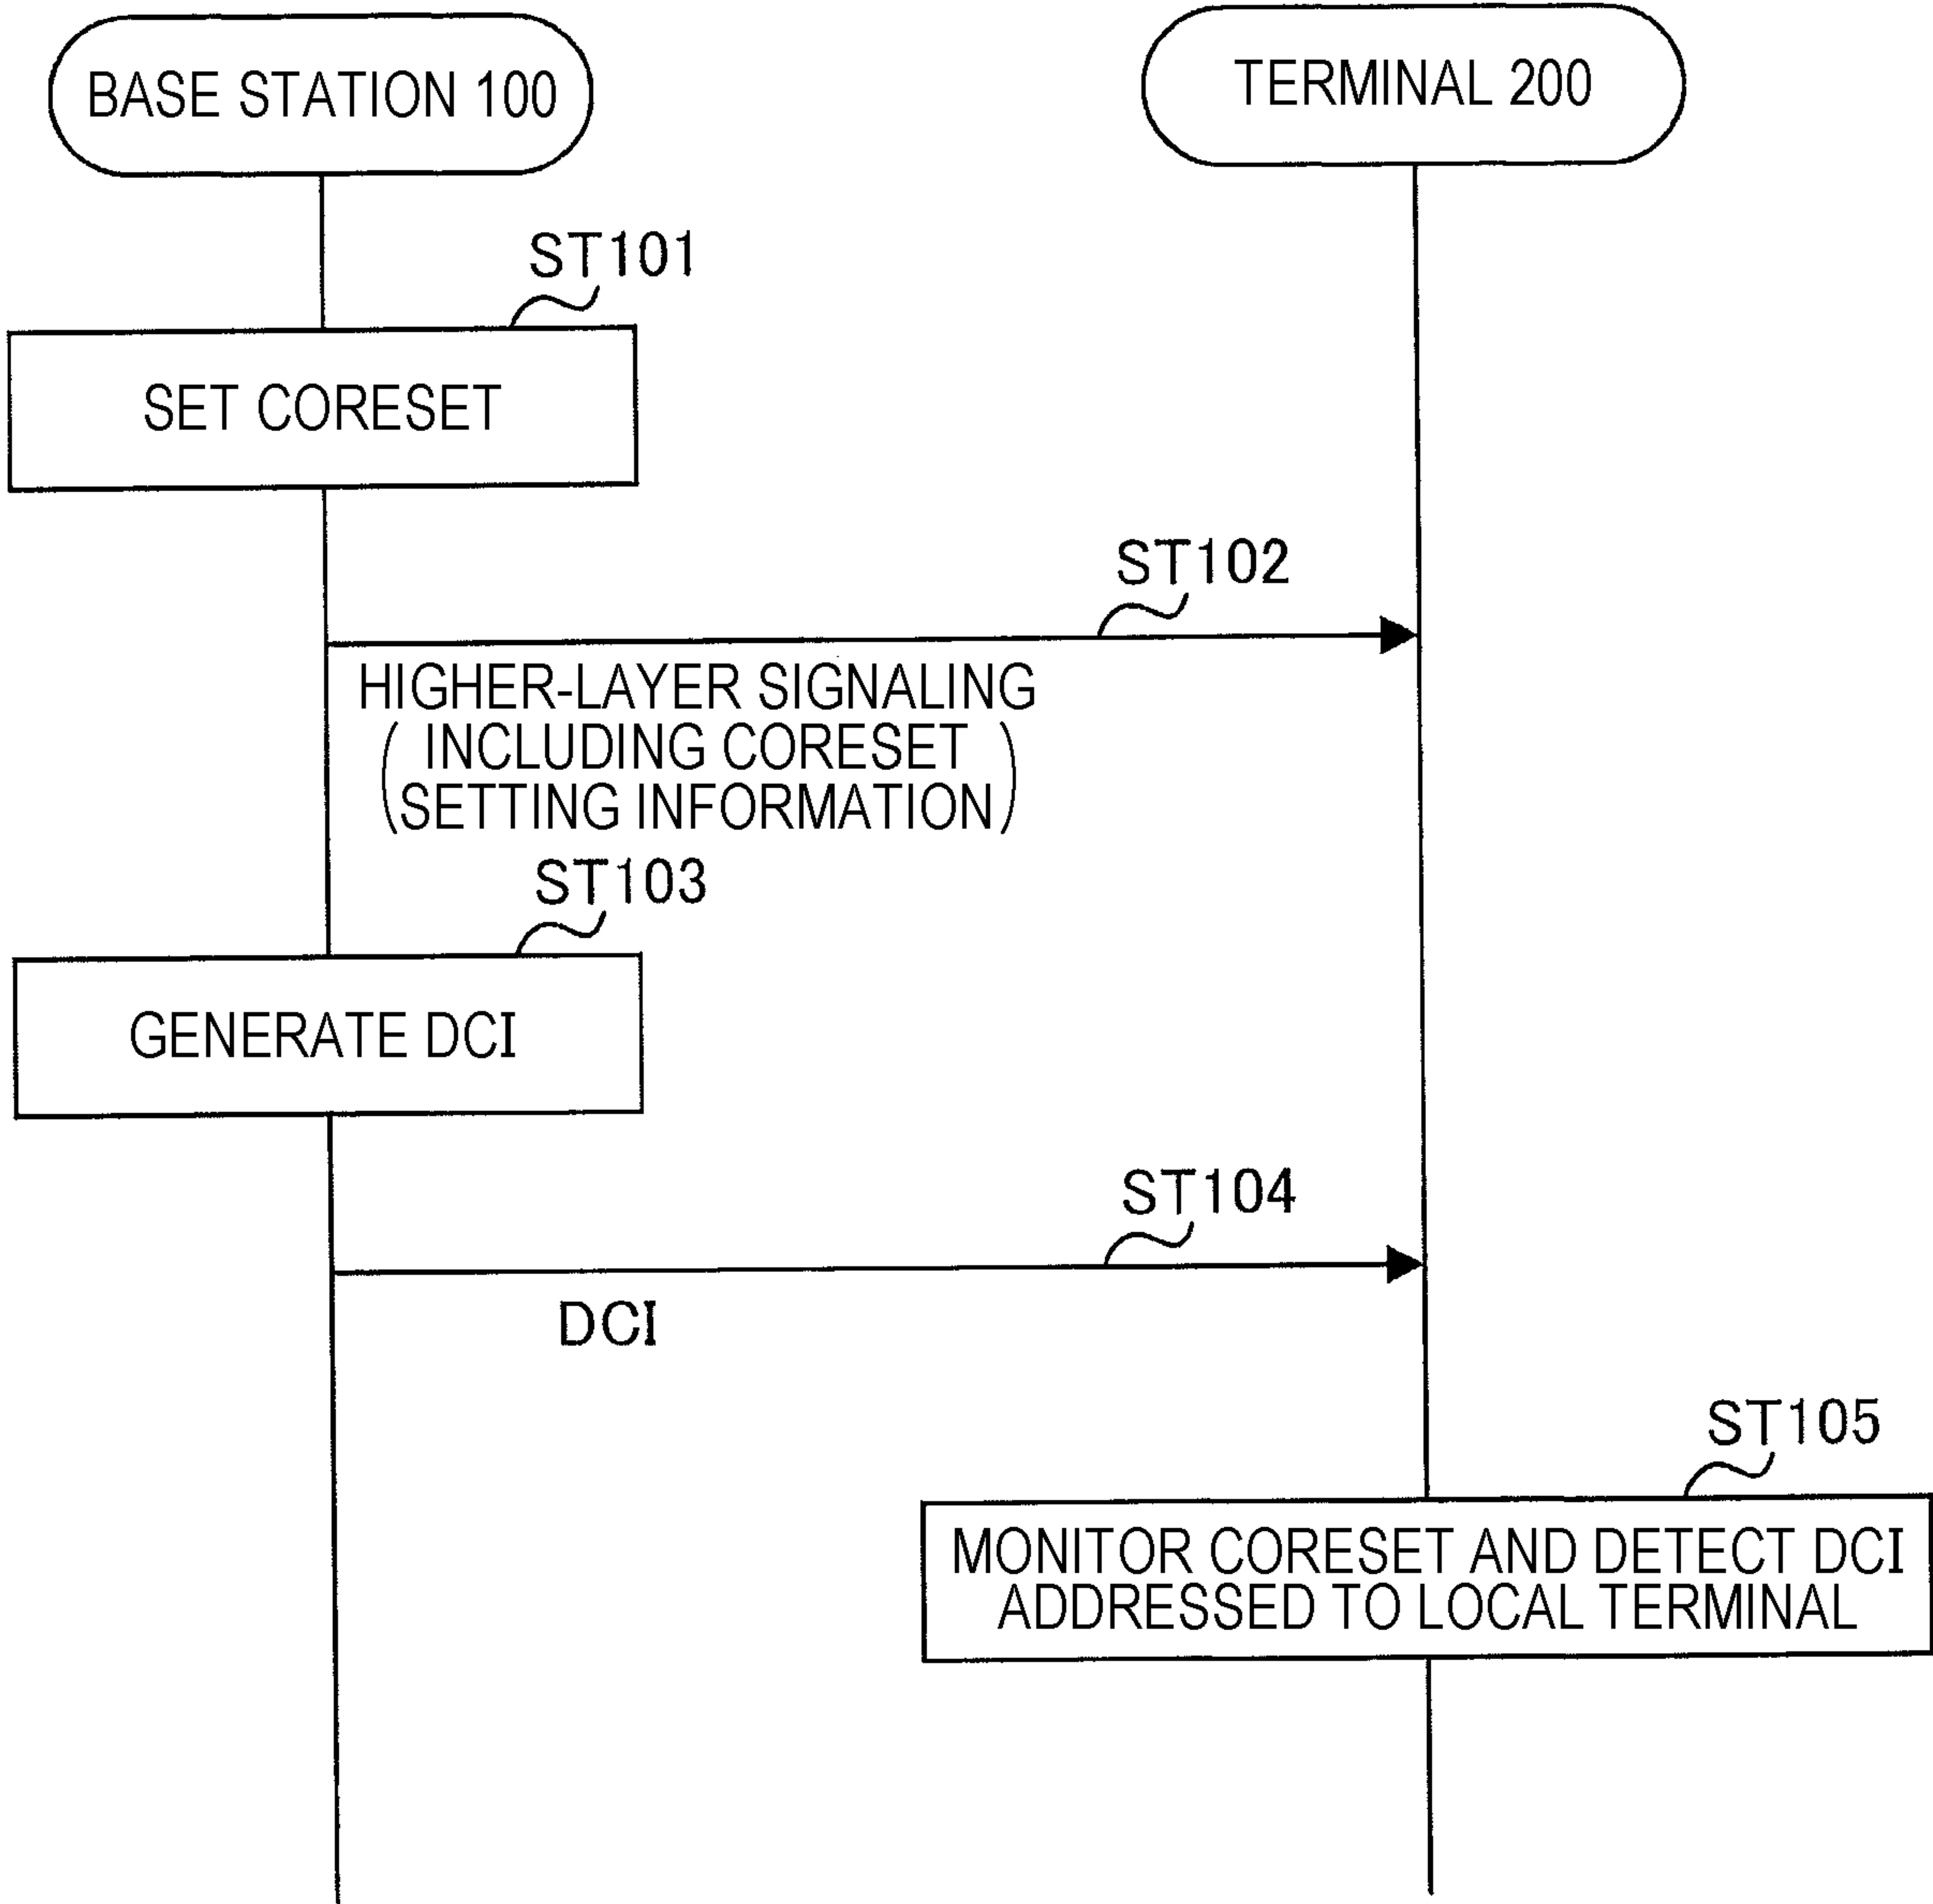 BASE STATION 100
TERMINAL 200
ST101
SET CORESET
ST102
HIGHER-LAYER SIGNALING
(INCLUDING CORESET
SETTING INFORMATION)
ST103
GENERATE DCI
ST104
DCI
ST105
MONITOR CORESET AND DETECT DCI
ADDRESSED TO LOCAL TERMINAL